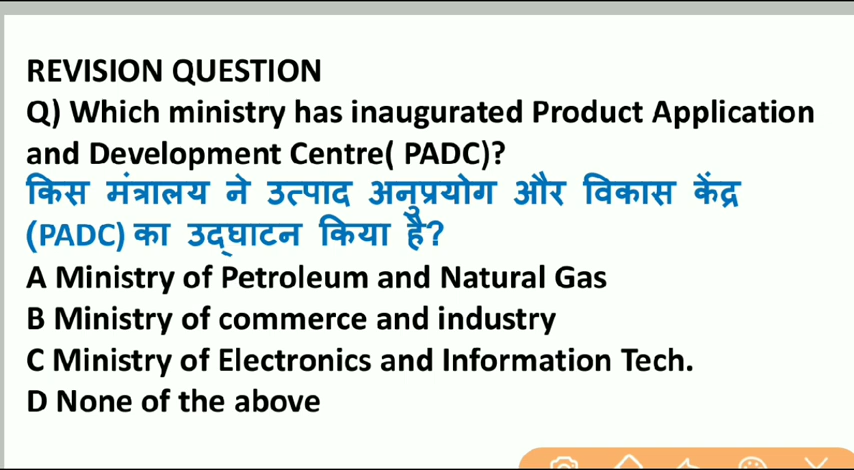 REVISION QUESTION
Q) Which ministry has inaugurated Product Application
and Development Centre( PADC)?
किस मंत्रालय ने उत्पाद अनुप्रयोग और विकास केंद्र
(PADC) का उद्घाटन किया है?
A Ministry of Petroleum and Natural Gas
B Ministry of commerce and industry
C Ministry of Electronics and Information Tech.
D None of the above